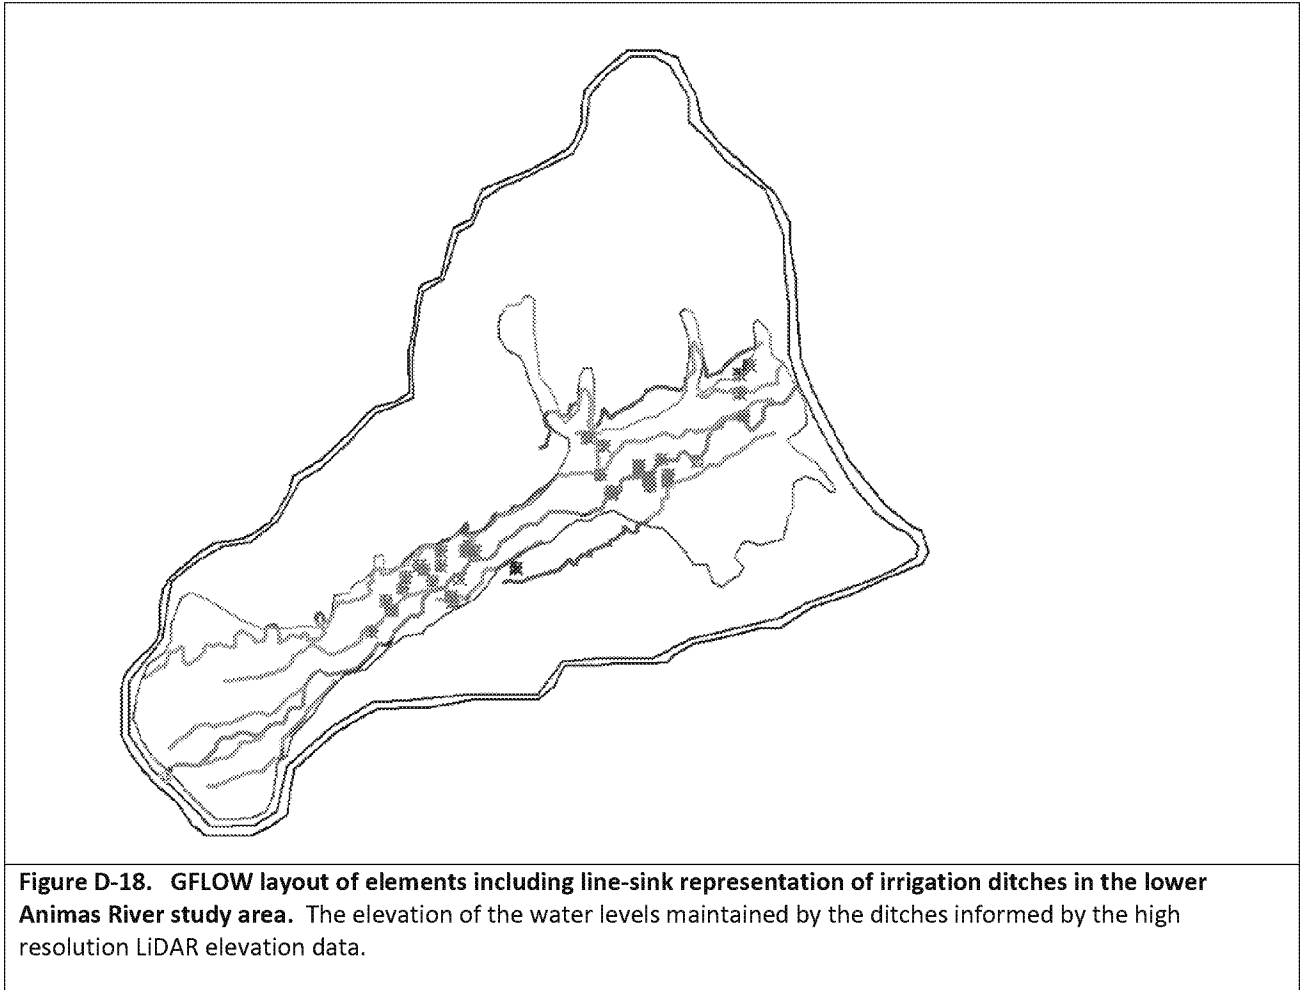 Figure D-18. GFLOW layout of elements including line-sink representation of irrigation ditches in the lower
Animas River study area. The elevation of the water levels maintained by the ditches informed by the high
resolution LiDAR elevation data.